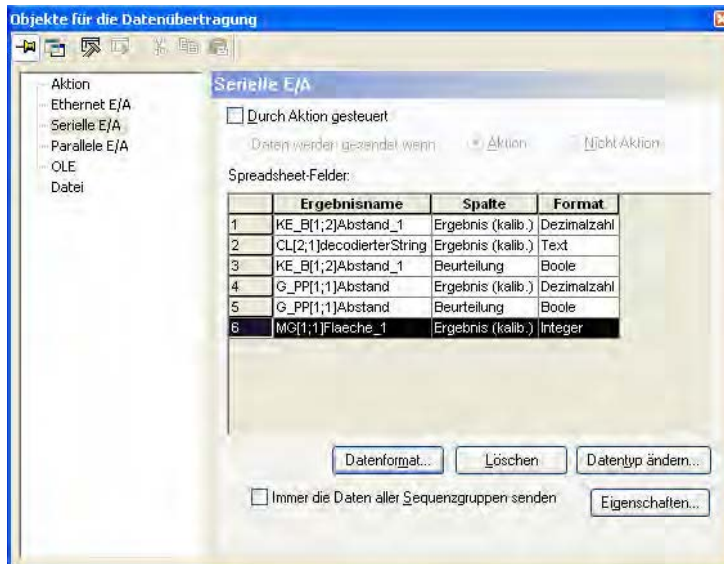 Objekte für die Datenübertragung
Aktion
Ethernet E/A
Serielle E/A
Parallele E/A
OLE
Datei
Serielle E/A
Durch Aktion gesteuert
Daten werden gesendet wenn Aktion Nicht Aktion
Spreadsheet-Felder:
Ergebnisname Spalte Format
1 KE_B[1;2]Abstand_1 Ergebnis (kalib.) Dezimalzahl
2 CL[2;1]decodierterString Ergebnis (kalib.) Text
3 KE_B[1;2]Abstand_1 Beurteilung Boole
4 G_PP[1;1]Abstand Ergebnis (kalib.) Dezimalzahl
5 G_PP[1;1]Abstand Beurteilung Boole
6 MG[1;1]Flaeche_1 Ergebnis (kalib.) Integer
Datenformat... Löschen Datentyp ändern...
Immer die Daten aller Sequenzgruppen senden Eigenschaften...